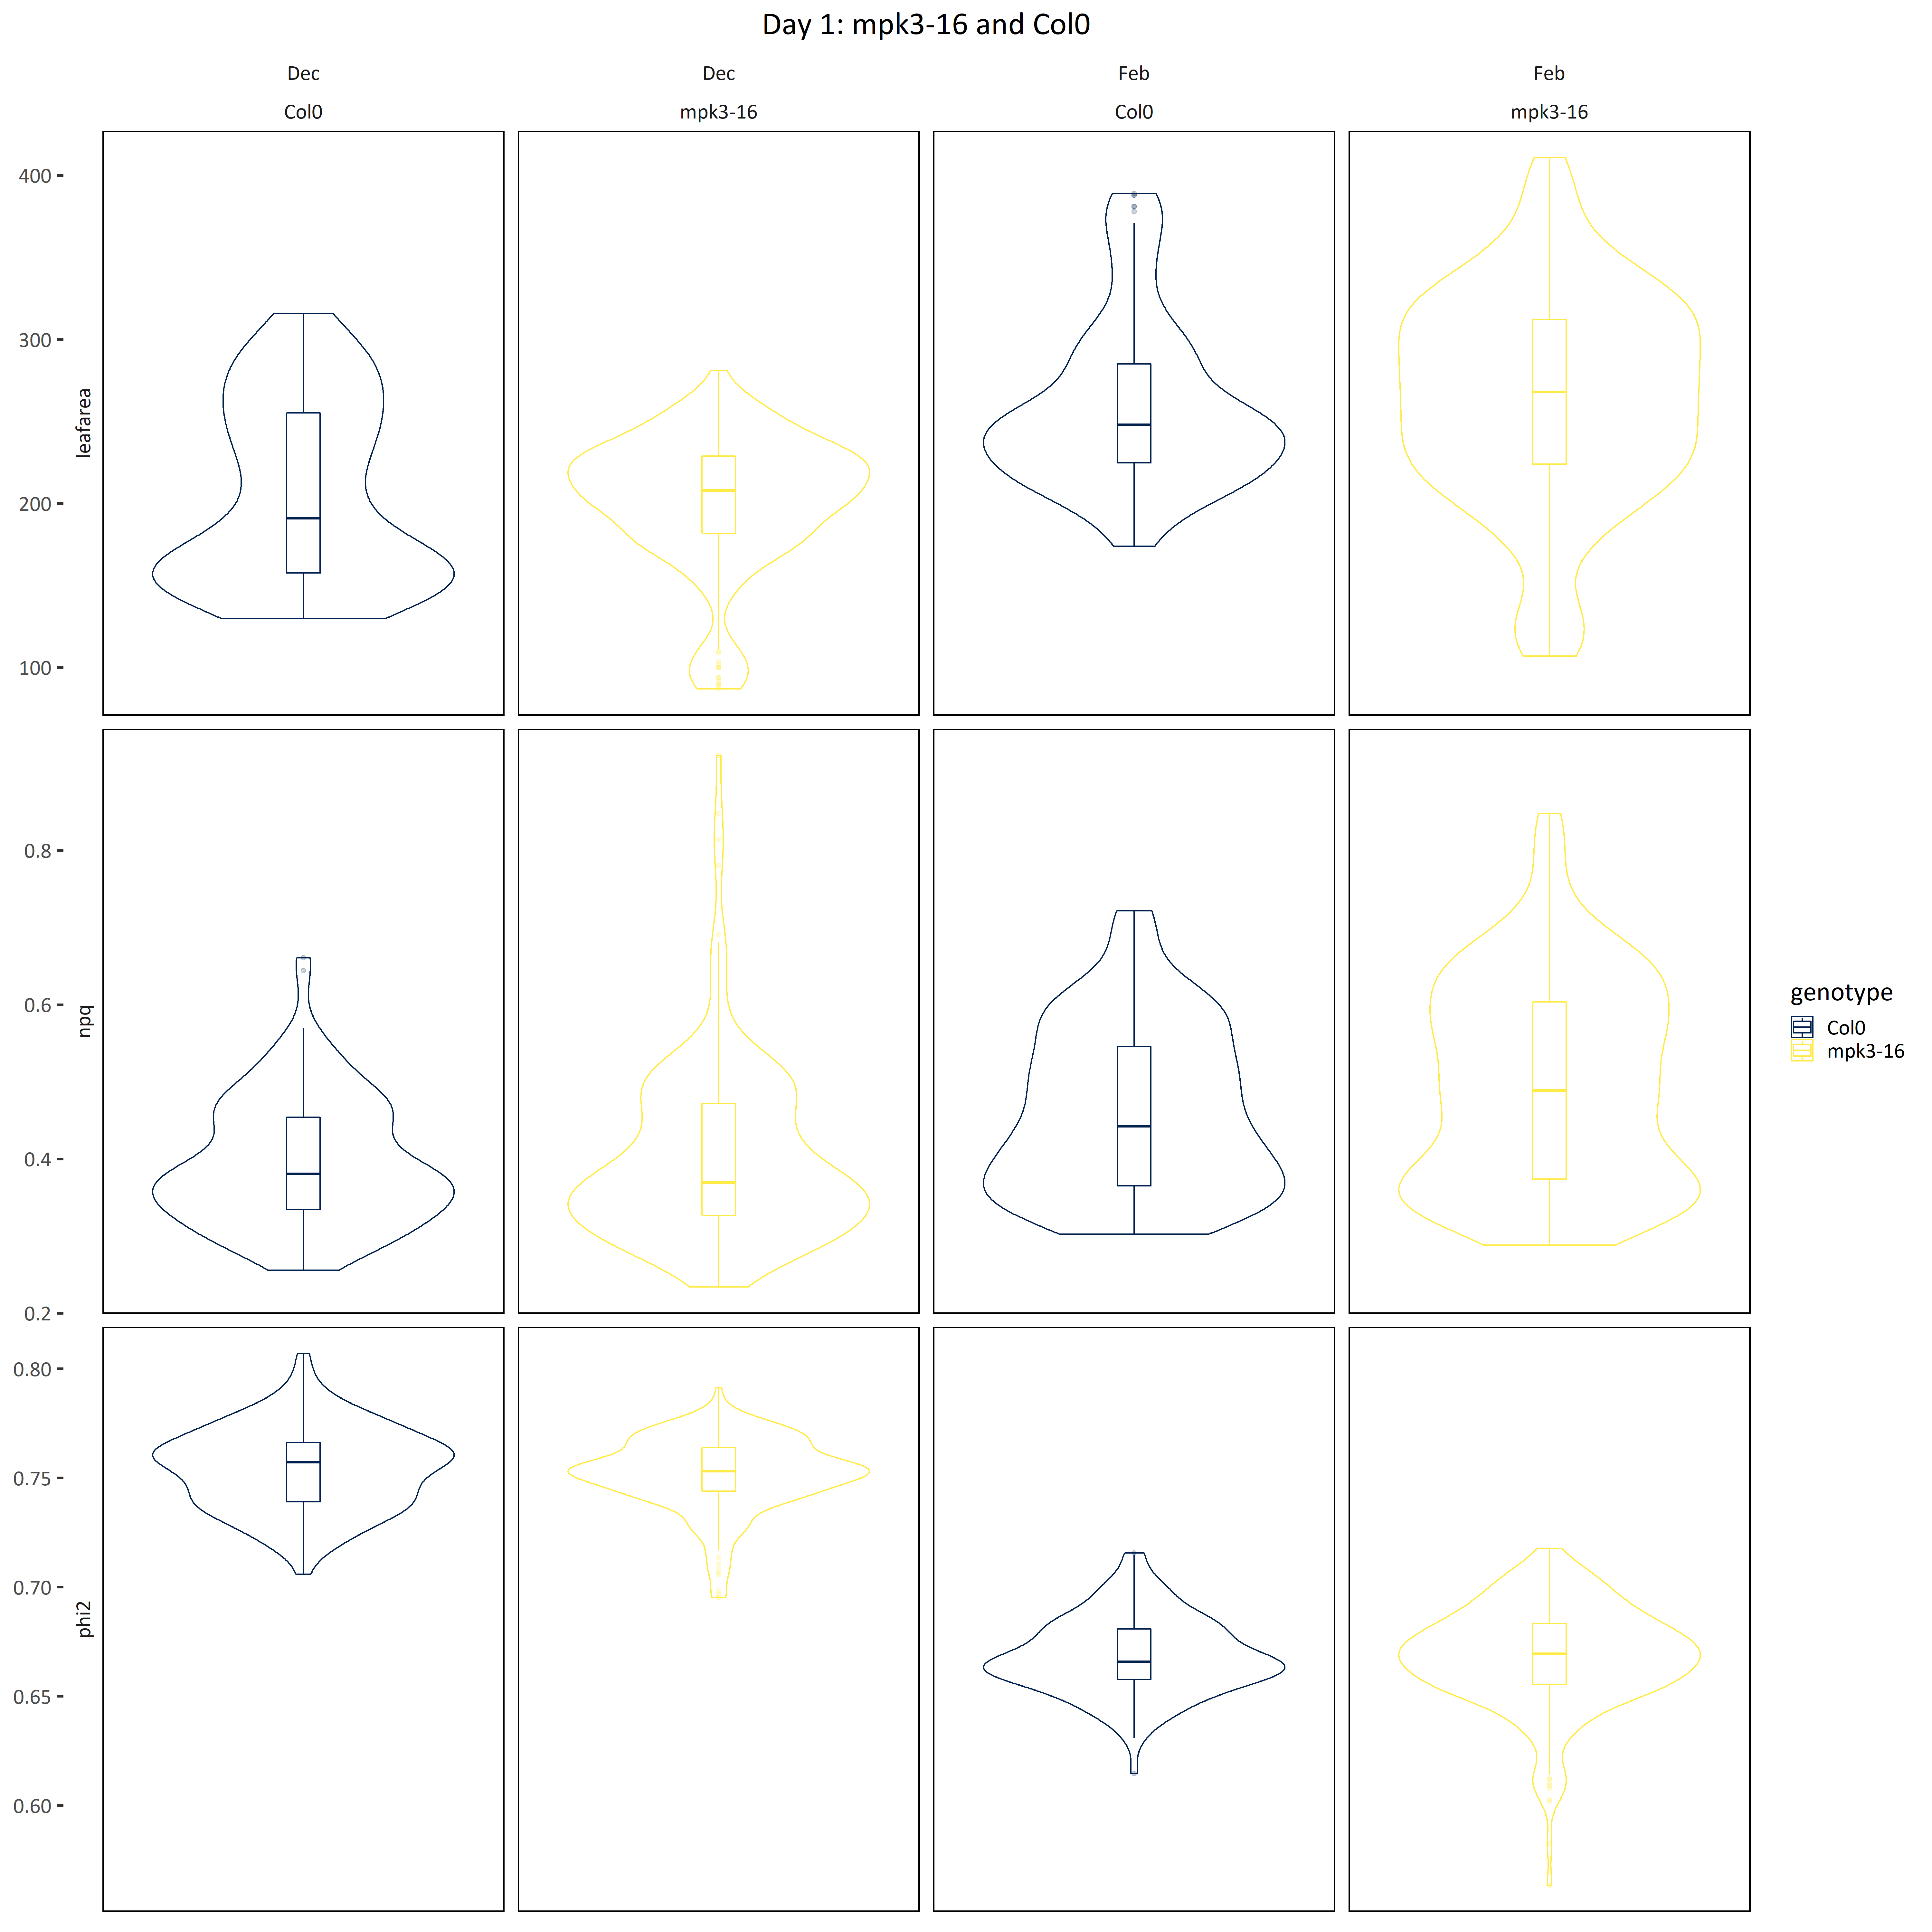 Day 1: mpk3-16 and Col0
Dec
Dec
Feb
Feb
Col0
mpk3-16
Col0
mpk3-16
400
300
200
100
leafarea
0.8
0.6
0.4
0.2
npq
0.80
0.75
0.70
0.65
0.60
phi2
genotype
Col0
mpk3-16